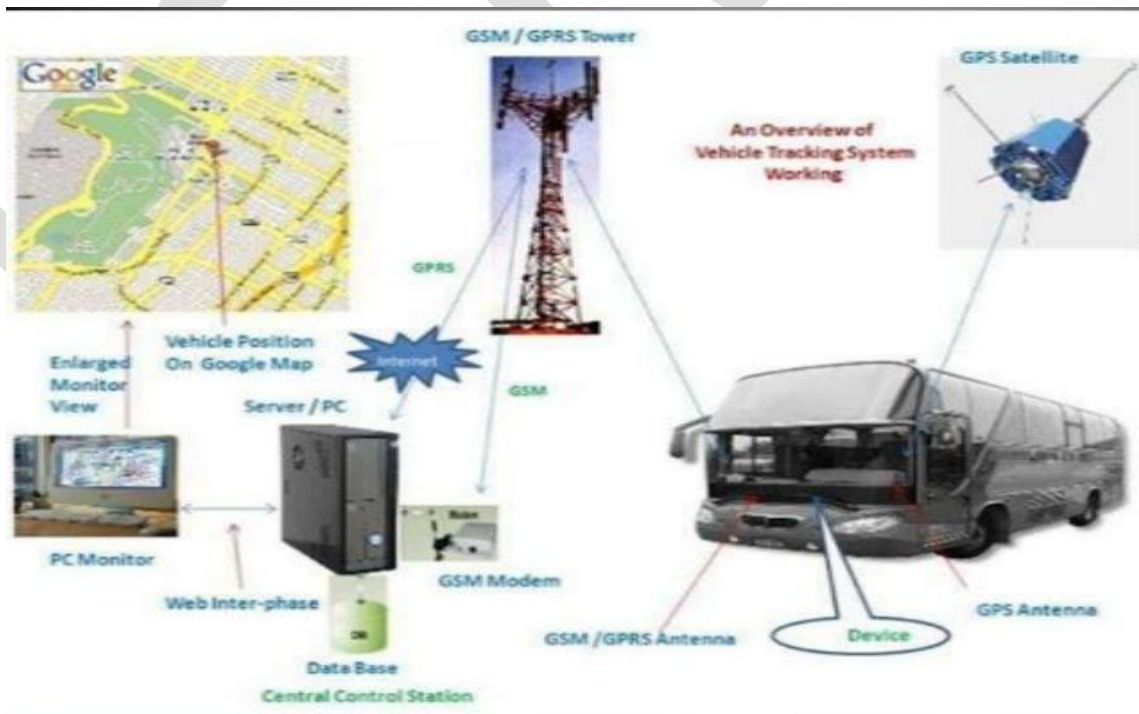 GSM / GPRS Tower
GPS Satellite
Google
An Overview of
Vehicle Tracking System
Working
GPRS
Vehicle Position
On Google Map
Enlarged
Monitor
View
Internet
GSM
Server / PC
PC Monitor
GSM Modem
Web Inter-phase
GPS Antenna
GSM /GPRS Antenna
Device
DB
Data Base
Central Control Station